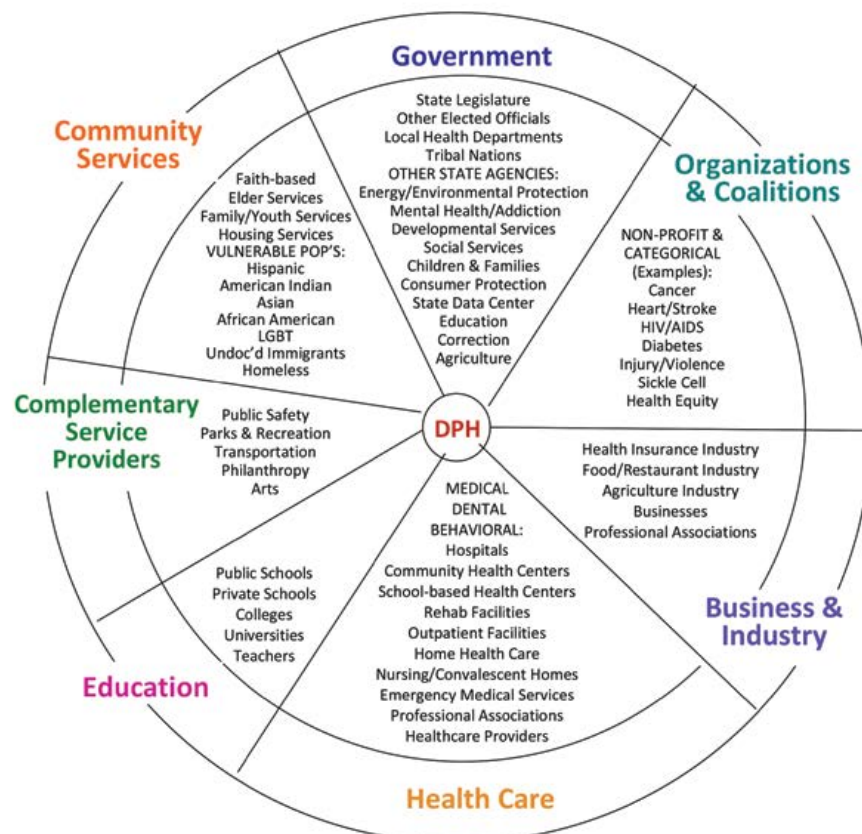 Government
State Legislature
Other Elected Officials
Local Health Departments
Tribal Nations
OTHER STATE AGENCIES:
Energy/Environmental Protection
Mental Health/Addiction
Developmental Services
Social Services
Children & Families
Consumer Protection
State Data Center
Education
Correction
Agriculture
Organizations
& Coalitions
NON-PROFIT &
CATEGORICAL
(Examples):
Cancer
Heart/Stroke
HIV/AIDS
Diabetes
Injury/Violence
Sickle Cell
Health Equity
Business &
Industry
Health Insurance Industry
Food/Restaurant Industry
Agriculture Industry
Businesses
Professional Associations
Health Care
MEDICAL
DENTAL
BEHAVIORAL:
Hospitals
Community Health Centers
School-based Health Centers
Rehab Facilities
Outpatient Facilities
Home Health Care
Nursing/Convalescent Homes
Emergency Medical Services
Professional Associations
Healthcare Providers
Education
Public Schools
Private Schools
Colleges
Universities
Teachers
Complementary
Service
Providers
Public Safety
Parks & Recreation
Transportation
Philanthropy
Arts
Community
Services
Faith-based
Elder Services
Family/Youth Services
Housing Services
VULNERABLE POP'S:
Hispanic
American Indian
Asian
African American
LGBT
Undoc'd Immigrants
Homeless
DPH